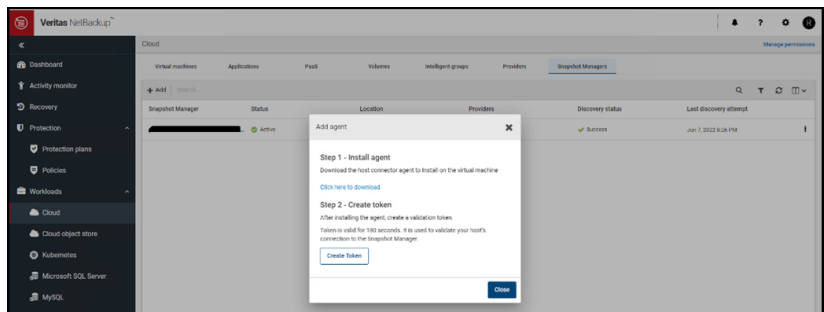 Veritas NetBackup™
? R
Cloud
Manage permissions
Dashboard
Activity monitor
Recovery
Protection
Protection plans
Policies
Workloads
Cloud
Cloud object store
Kubernetes
Microsoft SQL Server
MySQL
Virtual machines Applications PaaS Volumes Intelligent groups Providers Snapshot Managers
+ Add Search...
Snapshot Manager Status Location Providers Discovery status Last discovery attempt
Active Success Jun 7, 2022 8:26 PM
Add agent
Step 1 - Install agent
Download the host connector agent to install on the virtual machine
Click here to download
Step 2 - Create token
After installing the agent, create a validation token.
Token is valid for 180 seconds. It is used to validate your host's
connection to the Snapshot Manager.
Create Token
Close